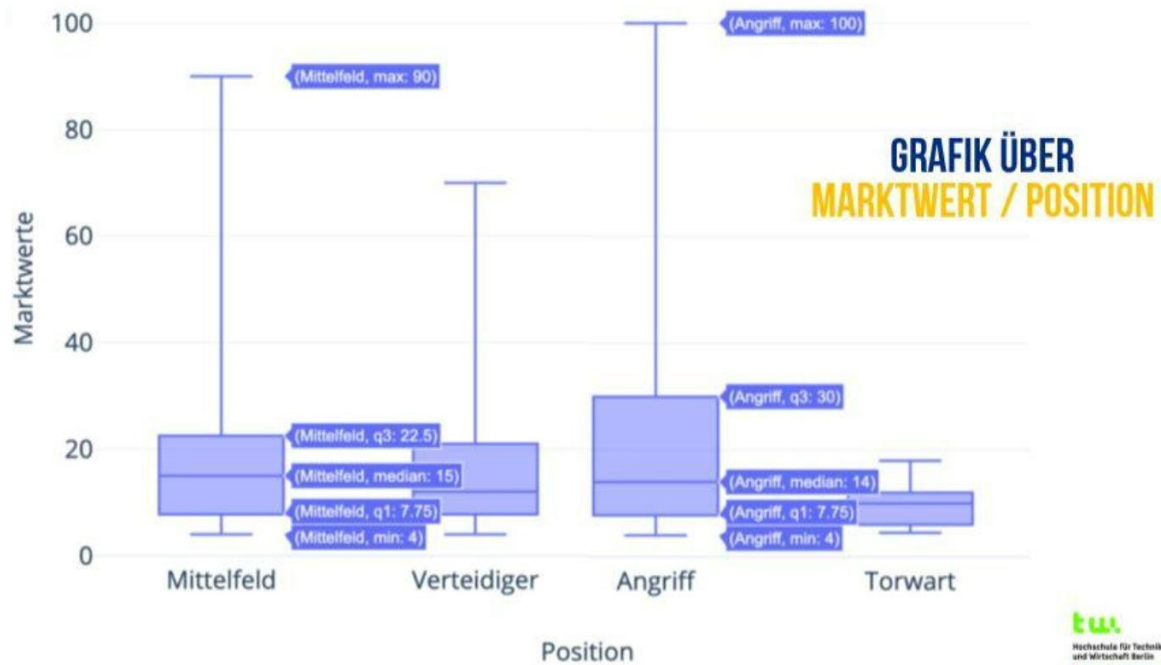 100
80
60
40
20
0
Marktwerte
(Mittelfeld, max: 90)
(Mittelfeld, q3: 22.5)
(Mittelfeld, median: 15)
(Mittelfeld, q1: 7.75)
(Mittelfeld, min: 4)
(Angriff, max: 100)
(Angriff, q3: 30)
(Angriff, median: 14)
(Angriff, q1: 7.75)
(Angriff, min: 4)
GRAFIK ÜBER
MARKTWERT / POSITION
Mittelfeld
Verteidiger
Angriff
Torwart
Position
Hochschule für Technik
und Wirtschaft Berlin